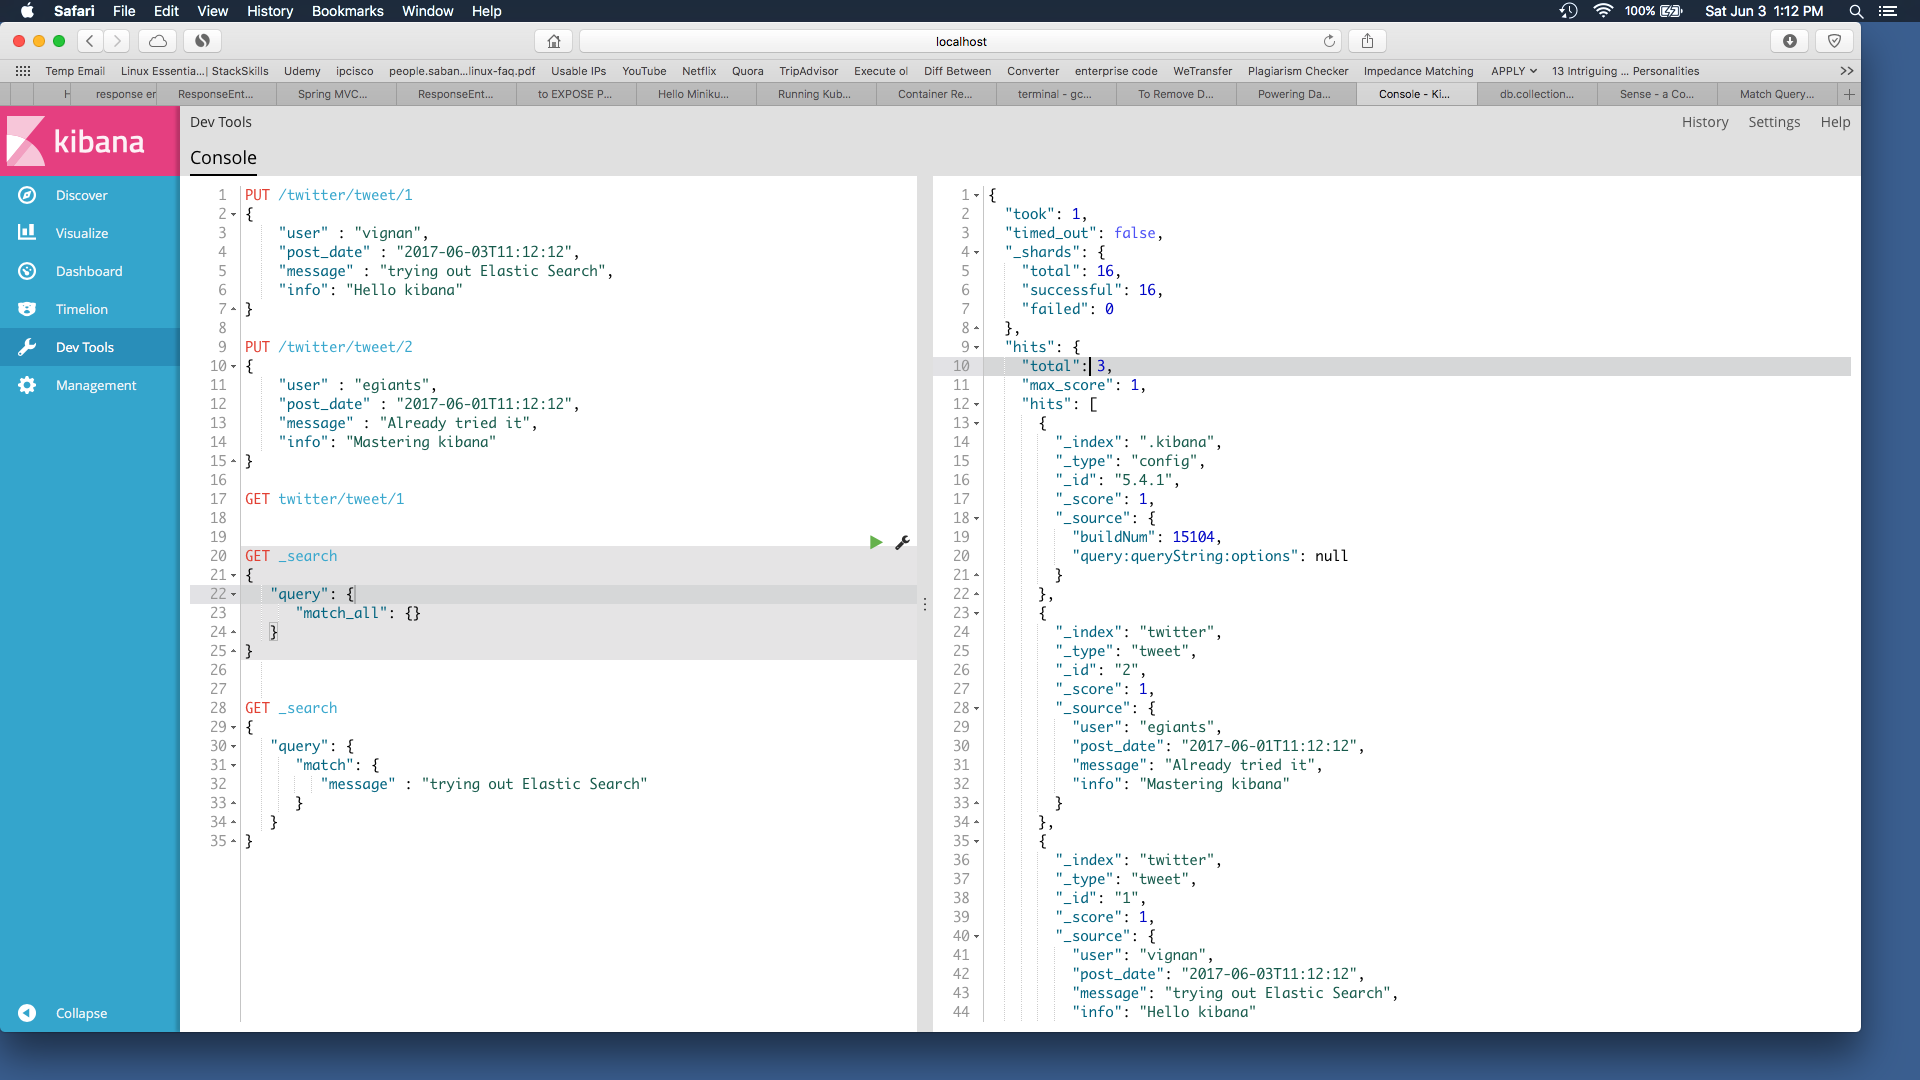 Safari File Edit View History Bookmarks Window Help 100% Sat Jun 3 1:12 PM
localhost
Temp Email Linux Essentia...| StackSkills Udemy ipcisco people.saban...linux-faq.pdf Usable IPs YouTube Netflix Quora TripAdvisor Execute ol Diff Between Converter enterprise code WeTransfer Plagiarism Checker Impedance Matching APPLY 13 Intriguing ... Personalities
response er ResponseEnt... Spring MVC... ResponseEnt... to EXPOSE P... Hello Miniku... Running Kub... Container Re... terminal - gc... To Remove D... Powering Da... Console - Ki... db.collection... Sense - a Co... Match Query...
kibana
Discover
Visualize
Dashboard
Timelion
Dev Tools
Management
Collapse
Dev Tools History Settings Help
Console
1 PUT /twitter/tweet/1
2 {
3 "user" : "vignan",
4 "post_date" : "2017-06-03T11:12:12",
5 "message" : "trying out Elastic Search",
6 "info": "Hello kibana"
7 }
8
9 PUT /twitter/tweet/2
10 {
11 "user" : "egiants",
12 "post_date" : "2017-06-01T11:12:12",
13 "message" : "Already tried it",
14 "info": "Mastering kibana"
15 }
16
17 GET twitter/tweet/1
18
19
20 GET _search
21 {
22 "query": {
23 "match_all": {}
24 }
25 }
26
27
28 GET _search
29 {
30 "query": {
31 "match": {
32 "message" : "trying out Elastic Search"
33 }
34 }
35 }
1 {
2 "took": 1,
3 "timed_out": false,
4 "_shards": {
5 "total": 16,
6 "successful": 16,
7 "failed": 0
8 },
9 "hits": {
10 "total": 3,
11 "max_score": 1,
12 "hits": [
13 {
14 "_index": ".kibana",
15 "_type": "config",
16 "_id": "5.4.1",
17 "_score": 1,
18 "_source": {
19 "buildNum": 15104,
20 "query:queryString:options": null
21 }
22 },
23 {
24 "_index": "twitter",
25 "_type": "tweet",
26 "_id": "2",
27 "_score": 1,
28 "_source": {
29 "user": "egiants",
30 "post_date": "2017-06-01T11:12:12",
31 "message": "Already tried it",
32 "info": "Mastering kibana"
33 }
34 },
35 {
36 "_index": "twitter",
37 "_type": "tweet",
38 "_id": "1",
39 "_score": 1,
40 "_source": {
41 "user": "vignan",
42 "post_date": "2017-06-03T11:12:12",
43 "message": "trying out Elastic Search",
44 "info": "Hello kibana"